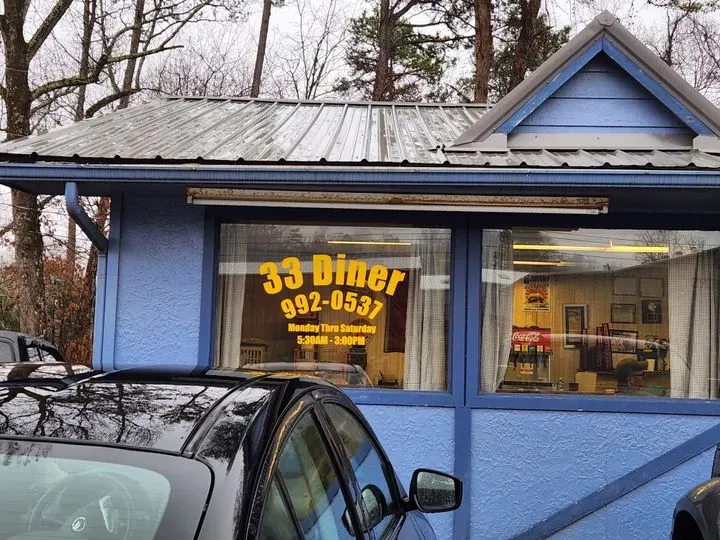 33 Diner
992-0537
Monday Thru Saturday
5:30AM - 3:00PM
Coca-Cola